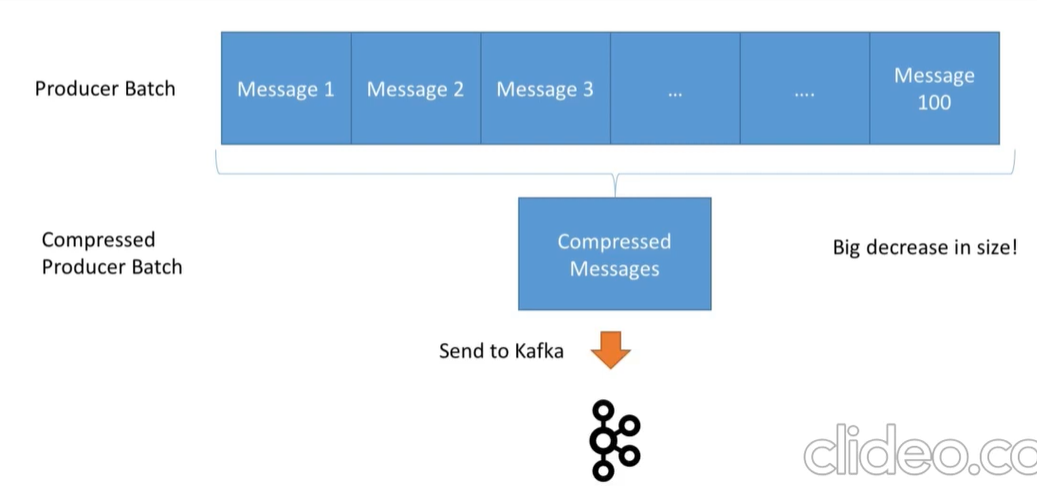 Producer Batch
Message 1
Message 2
Message 3
...
....
Message
100
Compressed
Producer Batch
Compressed
Messages
Big decrease in size!
Send to Kafka
clideo.co